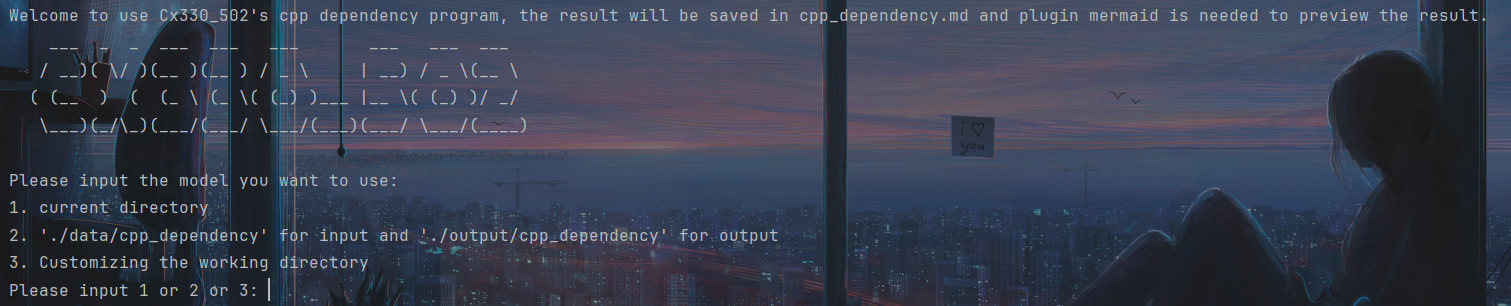 Welcome to use Cx330_502's cpp dependency program, the result will be saved in cpp_dependency.md and plugin mermaid is needed to preview the result.
    ___  _  _  ___  ___   ___       ___   ___  ___
   / __)( \/ )(__ )(__ ) / _ \     | __) / _ \(__ \
  ( (__  )  (  (_ \ (_ \( (_) )___ |__ \( (_) )/ _/
   \___)(_/\_)(___/(___/ \___/(___)(___/ \___/(____)
i ♡
you
Please input the model you want to use:
1. current directory
2. './data/cpp_dependency' for input and './output/cpp_dependency' for output
3. Customizing the working directory
Please input 1 or 2 or 3: